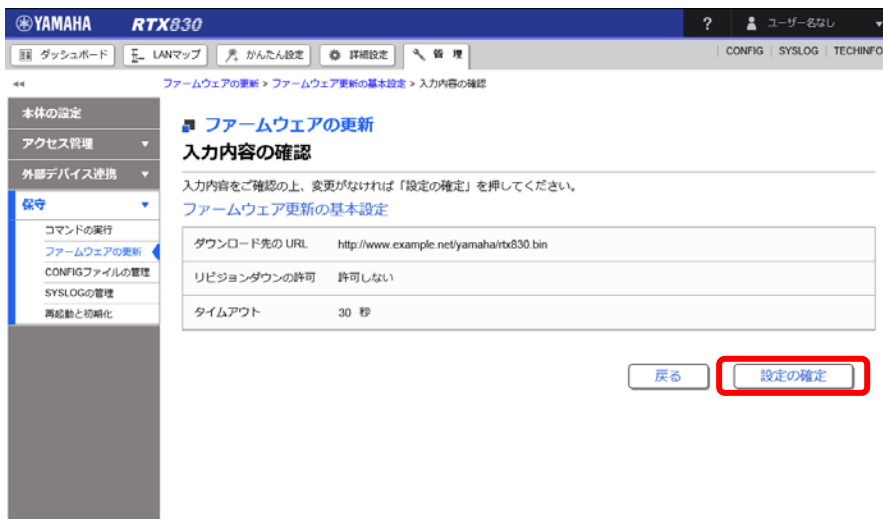 YAMAHA RTX830 ? ユーザーなし
ダッシュボード LANマップ かんたん設定 詳細設定 管理 CONFIG SYSLOG TECHINFO
ファームウェアの更新 > ファームウェア更新の基本設定 > 入力内容の確認
本体の設定
アクセス管理
外部デバイス連携
保守
コマンドの実行
ファームウェアの更新
CONFIGファイルの管理
SYSLOGの管理
再起動と初期化
ファームウェアの更新
入力内容の確認
入力内容をご確認の上、変更がなければ「設定の確定」を押してください。
ファームウェア更新の基本設定
ダウンロード先の URL http://www.example.net/yamaha/rtx830.bin
リビジョンダウンの許可 許可しない
タイムアウト 30 秒
戻る 設定の確定